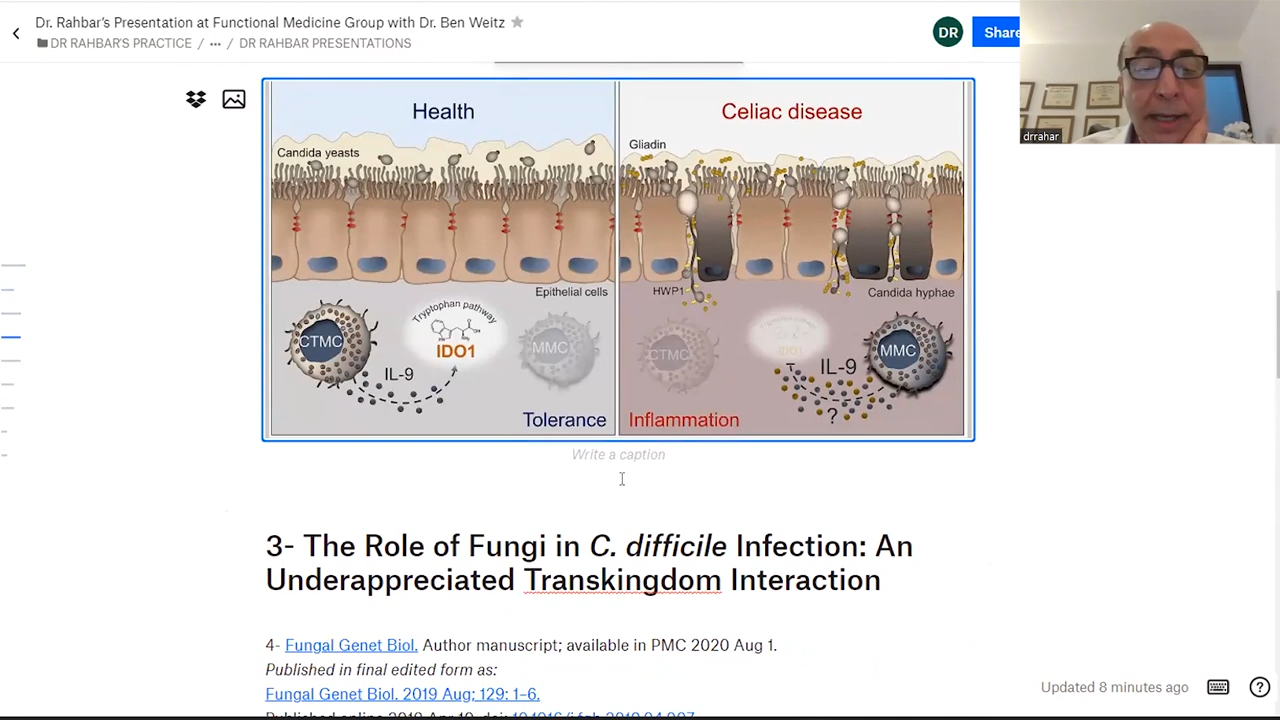 Dr. Rahbar's Presentation at Functional Medicine Group with Dr. Ben Weitz
DR RAHBAR'S PRACTICE / ••• / DR RAHBAR PRESENTATIONS
DR
Share
drrahar
Health
Celiac disease
Candida yeasts
Gliadin
Epithelial cells
HWP1
Candida hyphae
Tryptophan pathway
IDO1
CTMC
MMC
IL-9
Tolerance
CTMC
IL-9
MMC
?
Inflammation
Write a caption
3- The Role of Fungi in C. difficile Infection: An
Underappreciated Transkingdom Interaction
4- Fungal Genet Biol. Author manuscript; available in PMC 2020 Aug 1.
Published in final edited form as:
Fungal Genet Biol. 2019 Aug; 129: 1–6.
Updated 8 minutes ago
?